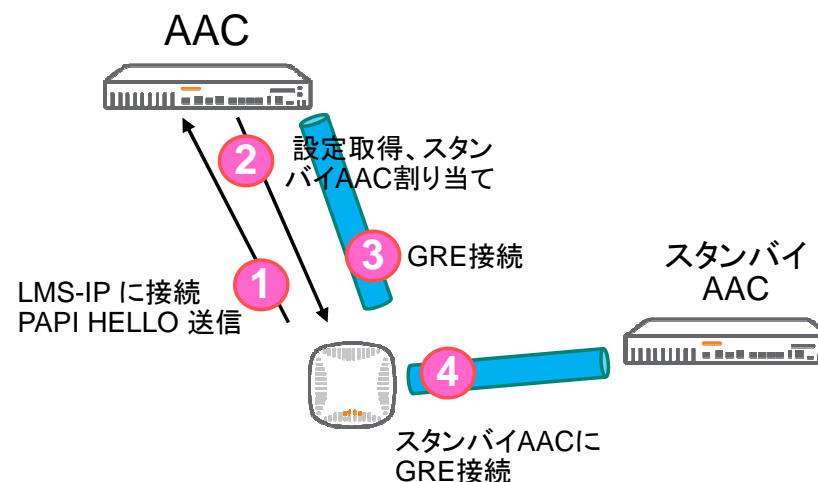 AAC
2
設定取得、スタン
バイAAC割り当て
3
GRE接続
スタンバイ
AAC
1
LMS-IP に接続
PAPI HELLO 送信
4
スタンバイAACに
GRE接続